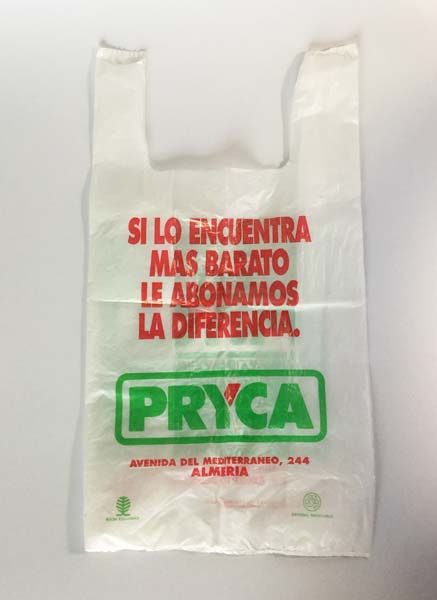 SI LO ENCUENTRA
MAS BARATO
LE ABONAMOS
LA DIFERENCIA.
PRYCA
AVENIDA DEL MEDITERRANEO, 244
ALMERIA